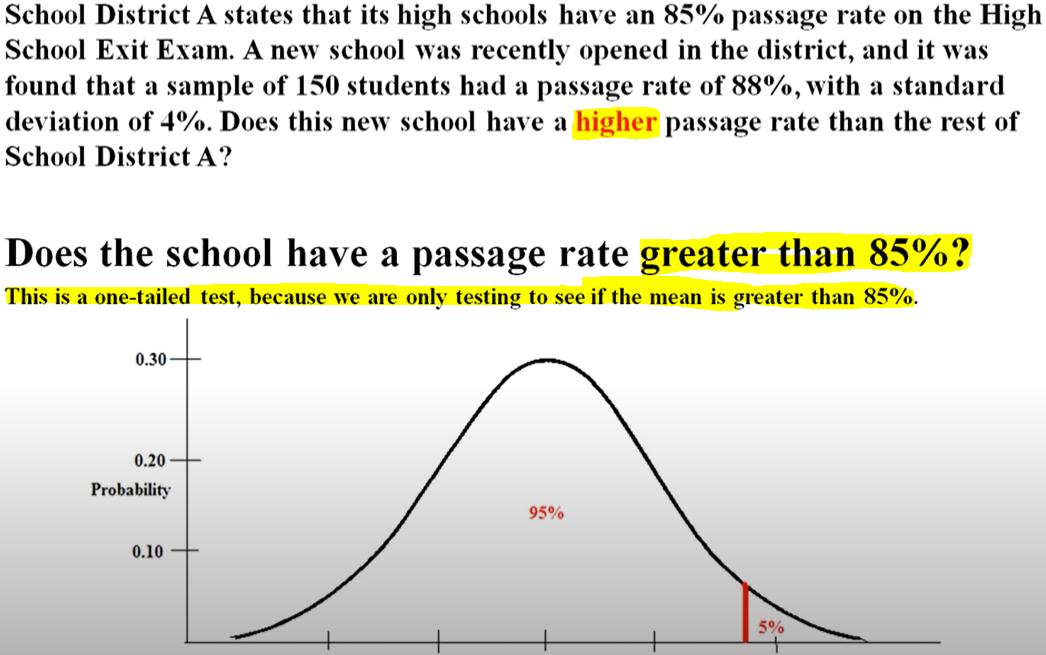 School District A states that its high schools have an 85% passage rate on the High
School Exit Exam. A new school was recently opened in the district, and it was
found that a sample of 150 students had a passage rate of 88%, with a standard
deviation of 4%. Does this new school have a higher passage rate than the rest of
School District A?
Does the school have a passage rate greater than 85%?
This is a one-tailed test, because we are only testing to see if the mean is greater than 85%.
0.30
0.20
Probability
95%
0.10
5%